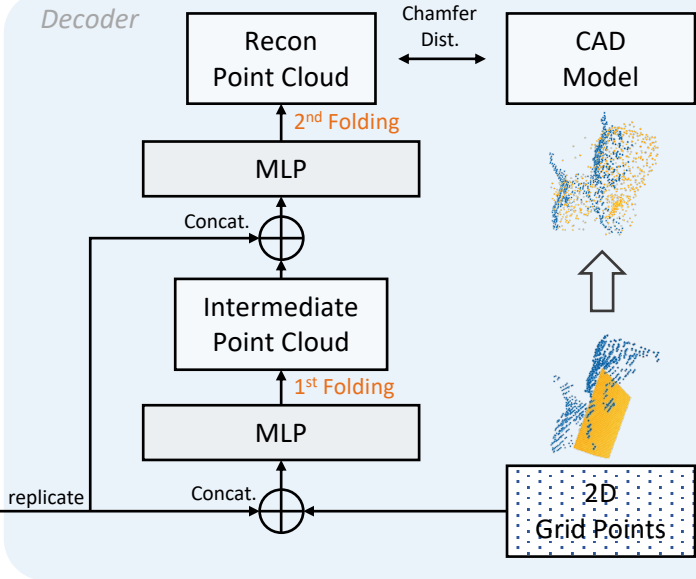 Decoder
Recon
Point Cloud
Chamfer
Dist.
CAD
Model
2nd Folding
MLP
Concat.
Intermediate
Point Cloud
1st Folding
MLP
replicate
Concat.
2D
Grid Points